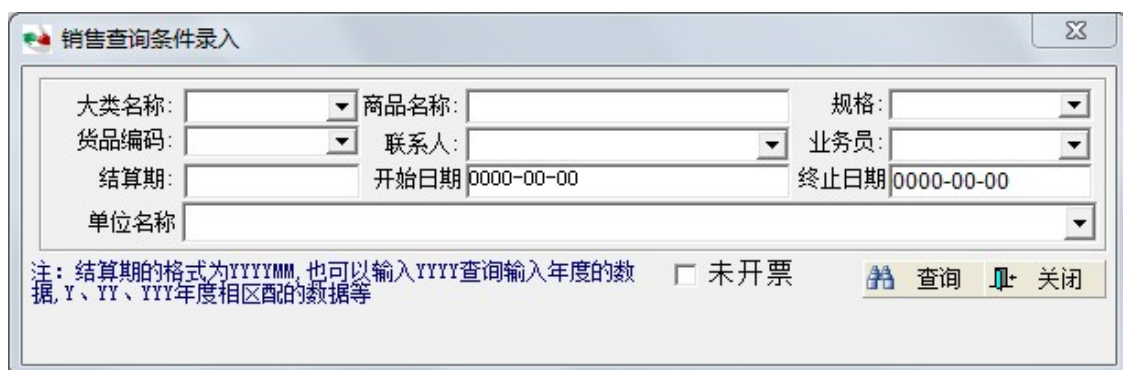 销售查询条件录入
大类名称: 商品名称: 规格:
货品编码: 联系人: 业务员:
结算期: 开始日期 0000-00-00 终止日期 0000-00-00
单位名称
注: 结算期的格式为YYYYMM,也可以输入YYYY查询输入年度的数
据,Y、YY、YYY年度相区配的数据等
未开票 查询 关闭